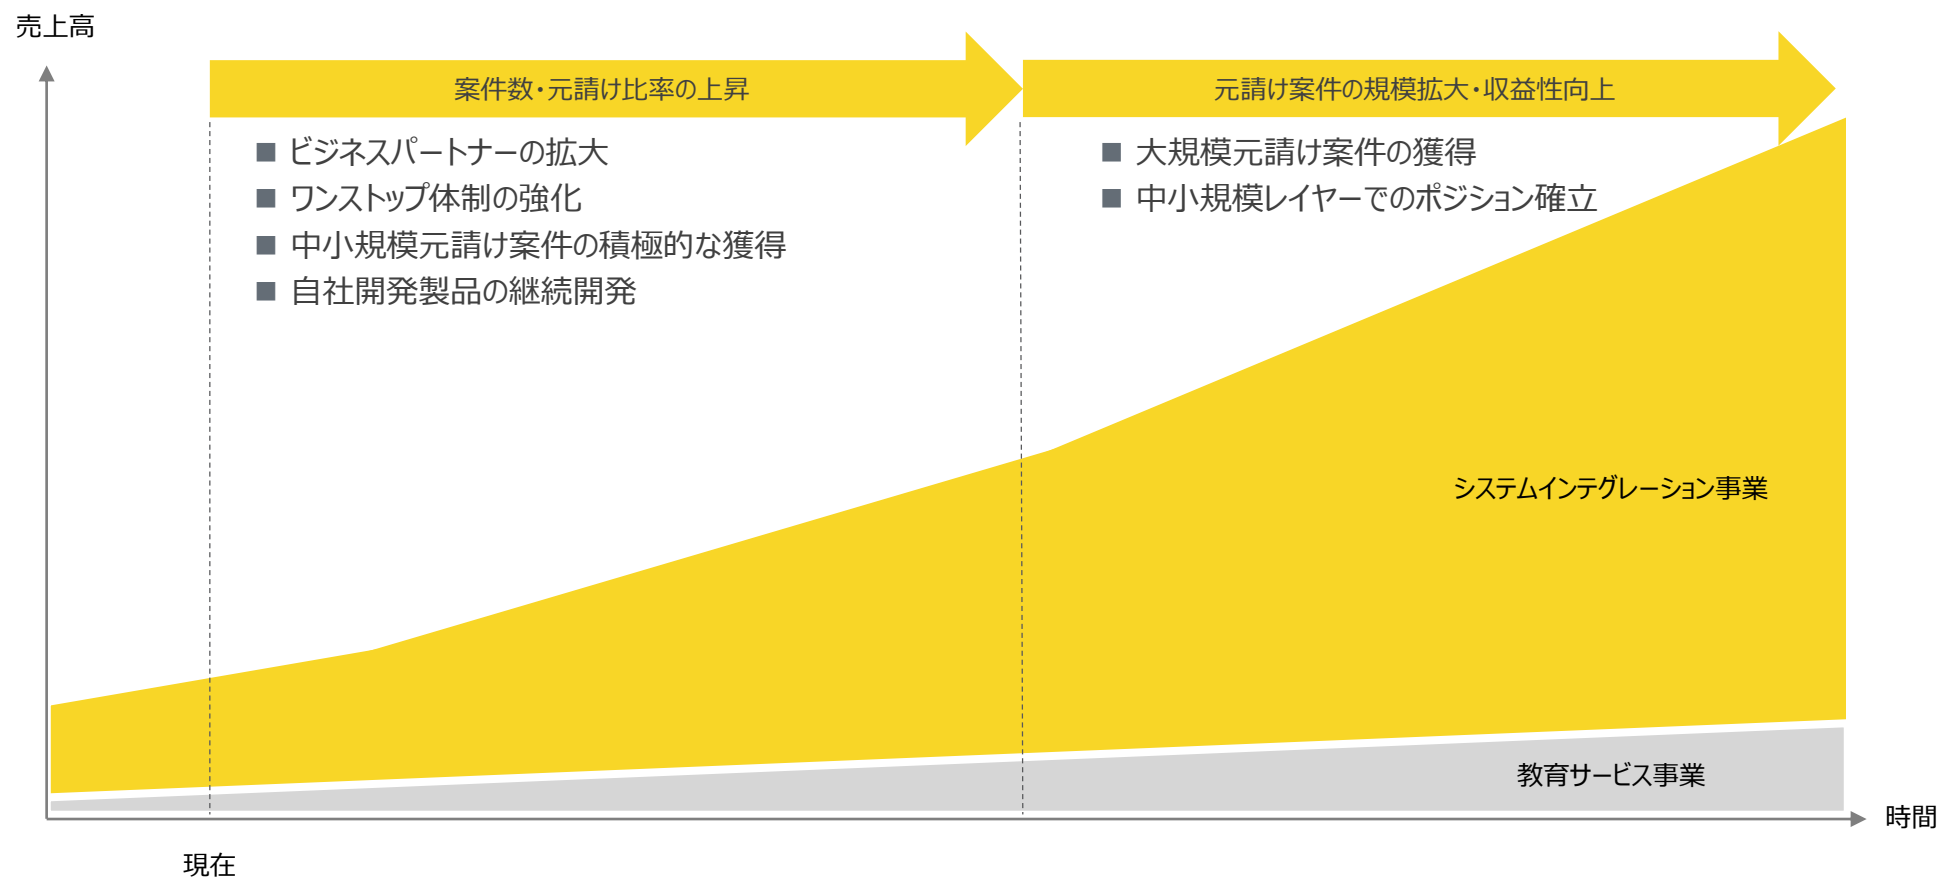 売上高
案件数・元請け比率の上昇
元請け案件の規模拡大・収益性向上
■ ビジネスパートナーの拡大
■ ワンストップ体制の強化
■ 中小規模元請け案件の積極的な獲得
■ 自社開発製品の継続開発
■ 大規模元請け案件の獲得
■ 中小規模レイヤーでのポジション確立
システムインテグレーション事業
教育サービス事業
時間
現在